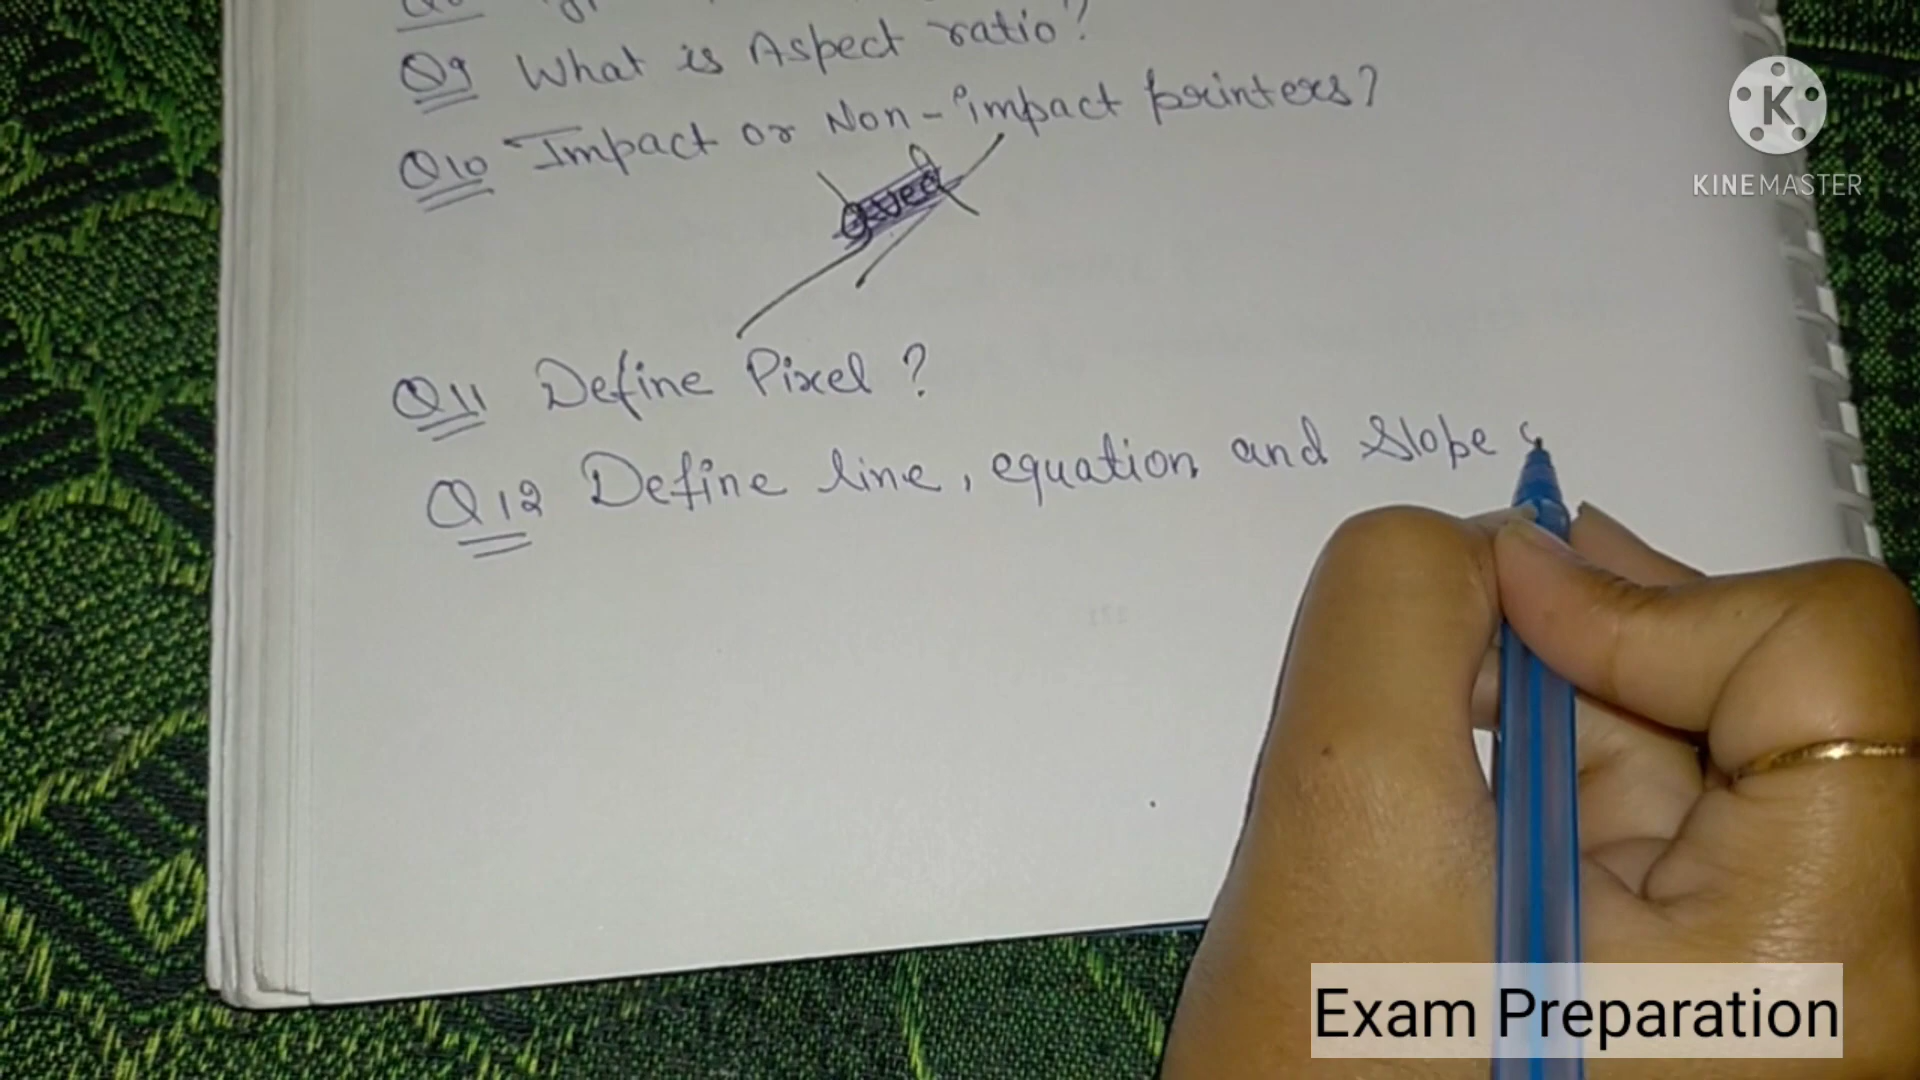 Q9 What is Aspect ratio?
Q10 Impact or Non-impact printers?
Q11 Define Pixel?
Q12 Define line, equation and Slope
K
KINEMASTER
Exam Preparation